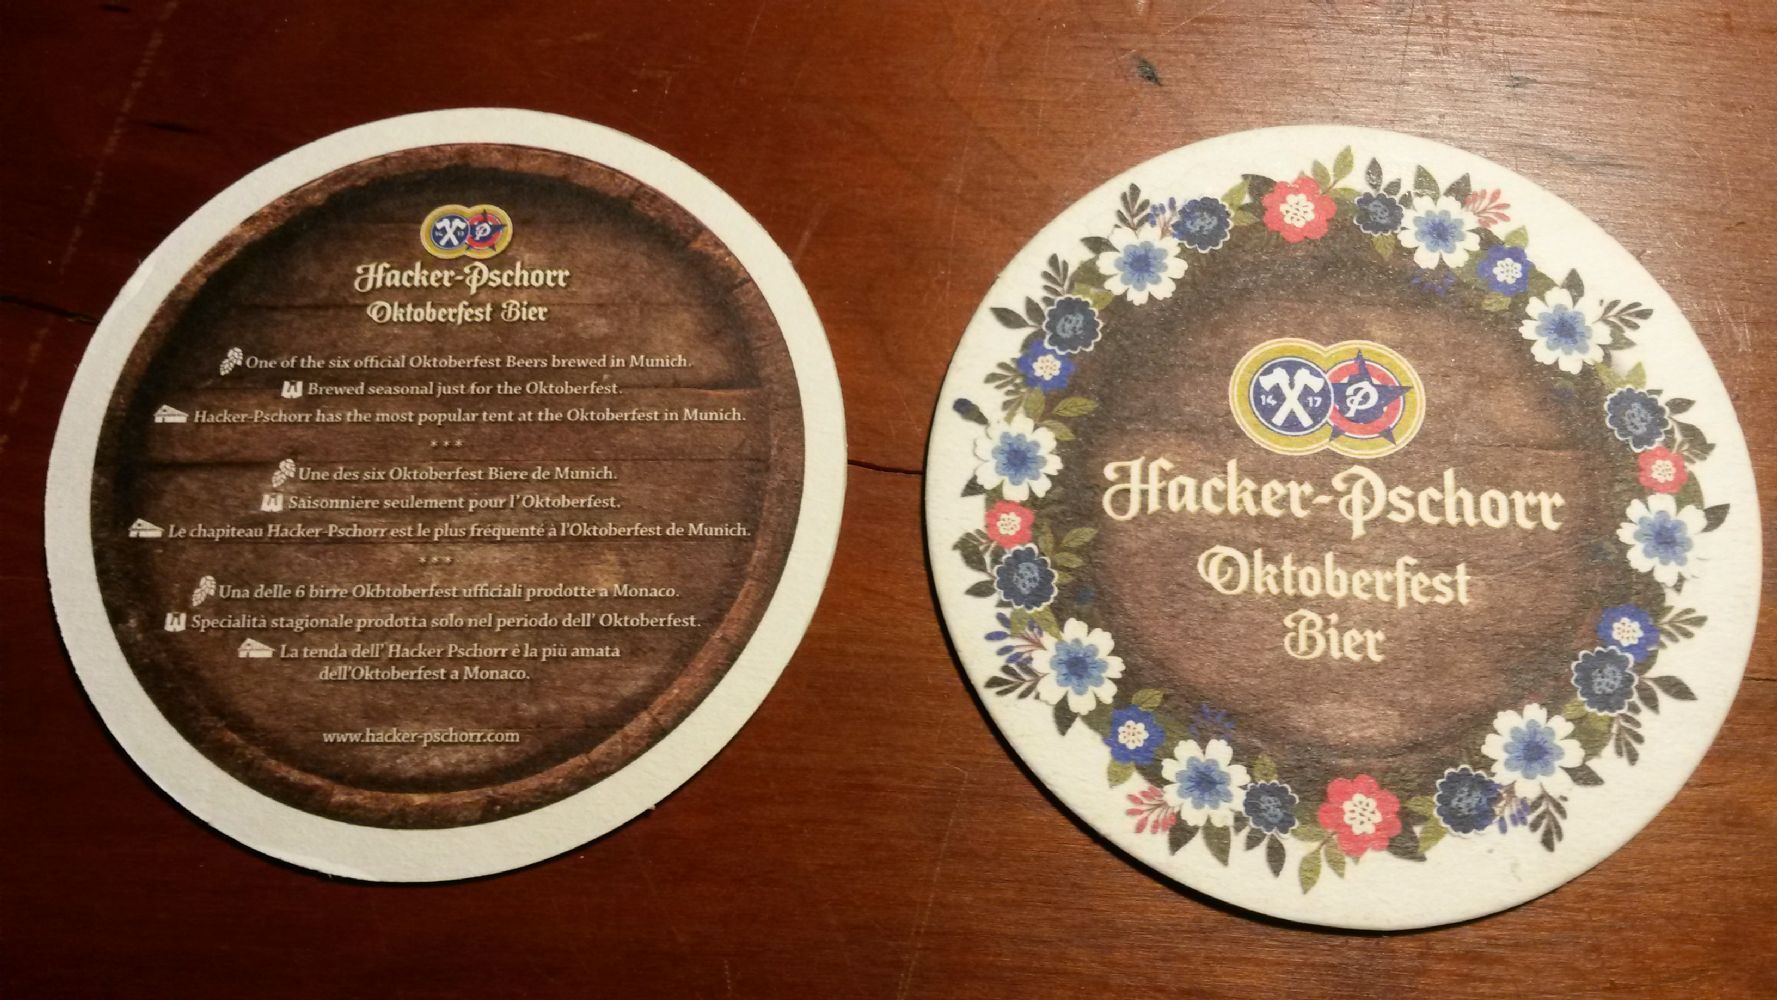 Hacker-Pschorr
Oktoberfest Bier
One of the six official Oktoberfest Beers brewed in Munich.
Brewed seasonal just for the Oktoberfest.
Hacker-Pschorr has the most popular tent at the Oktoberfest in Munich.
***
Une des six Oktoberfest Biere de Munich.
Saisonnière seulement pour l'Oktoberfest.
Le chapiteau Hacker-Pschorr est le plus fréquenté à l'Oktoberfest de Munich.
***
Una delle 6 birre Okbtoberfest ufficiali prodotte a Monaco.
Specialità stagionale prodotta solo nel periodo dell' Oktoberfest.
La tenda dell' Hacker Pschorr è la più amata
dell'Oktoberfest a Monaco.
www.hacker-pschorr.com
14 17 P
Hacker-Pschorr
Oktoberfest
Bier